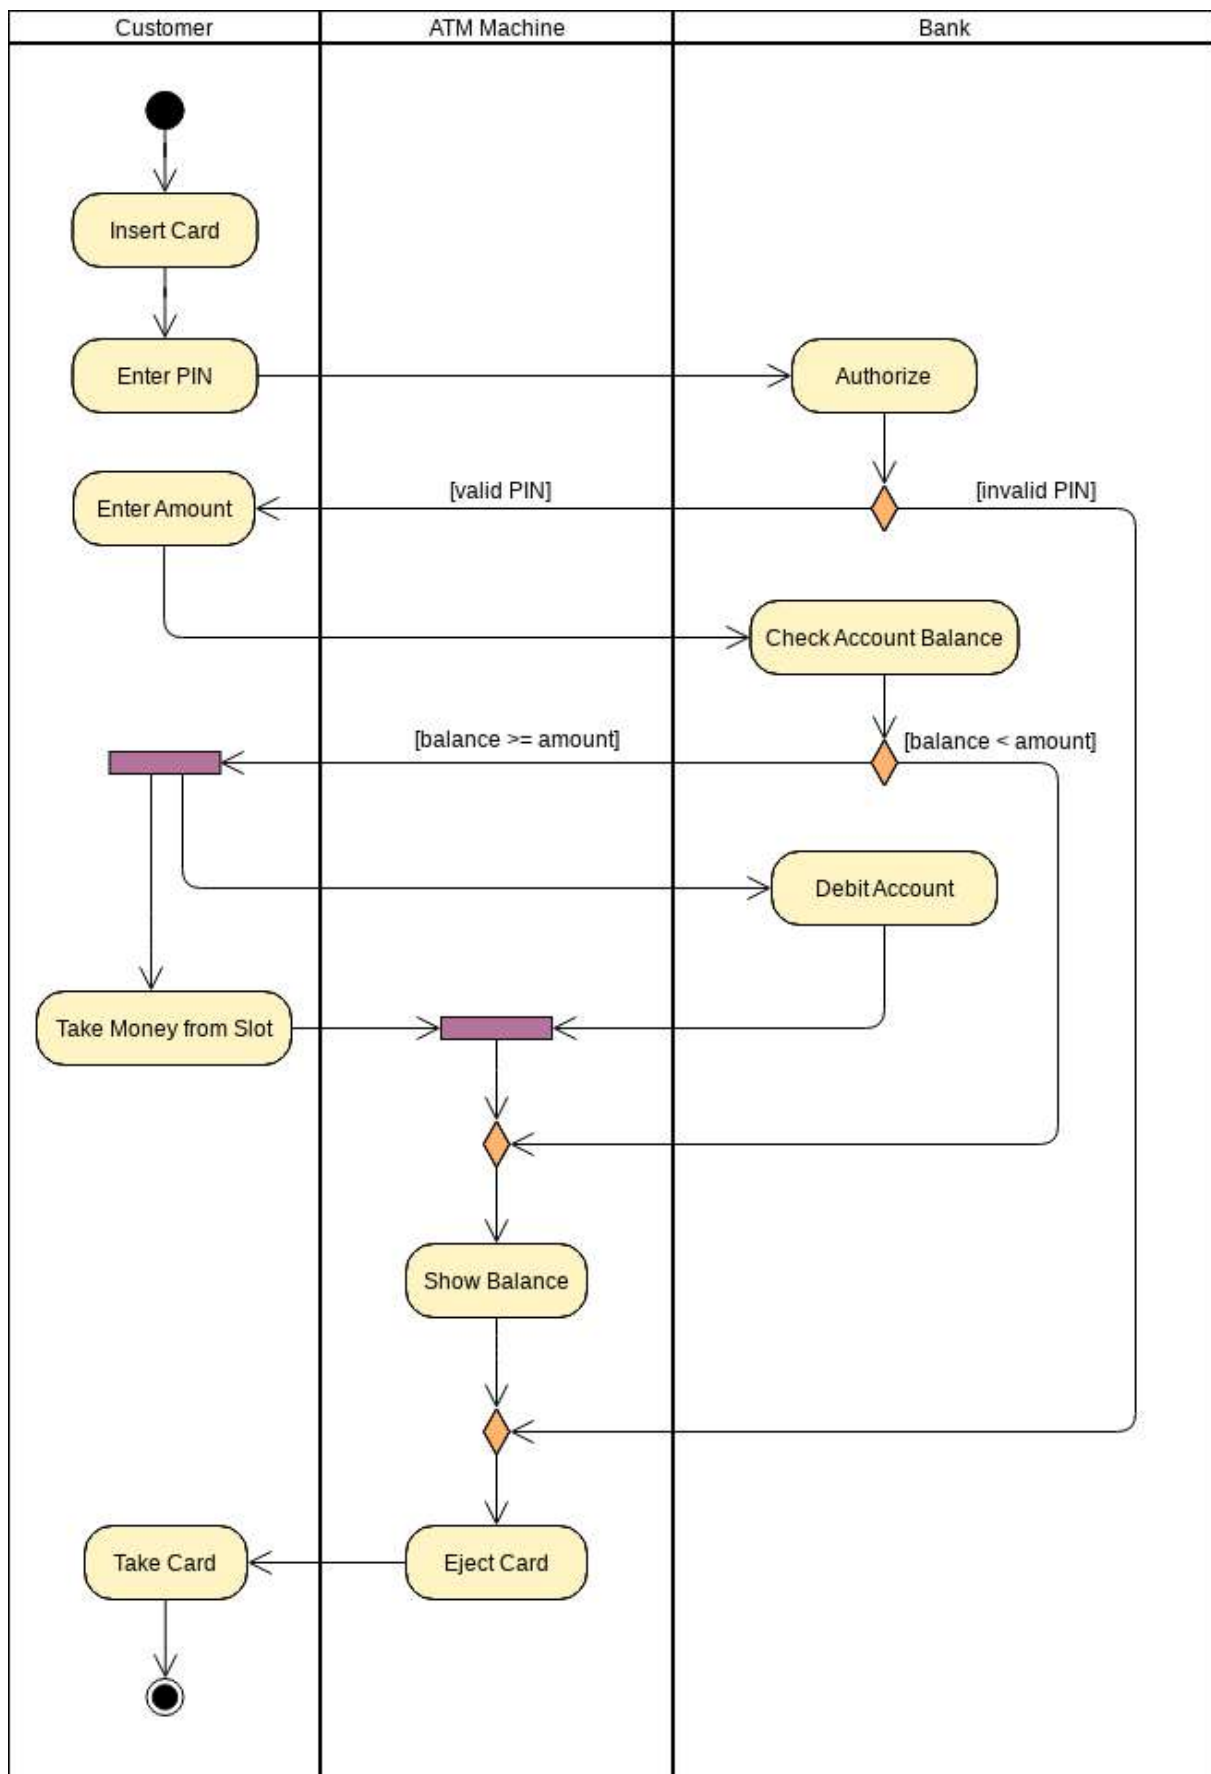 Customer
ATM Machine
Bank
Insert Card
Enter PIN
Authorize
[valid PIN]
[invalid PIN]
Enter Amount
Check Account Balance
[balance >= amount]
[balance < amount]
Debit Account
Take Money from Slot
Show Balance
Take Card
Eject Card